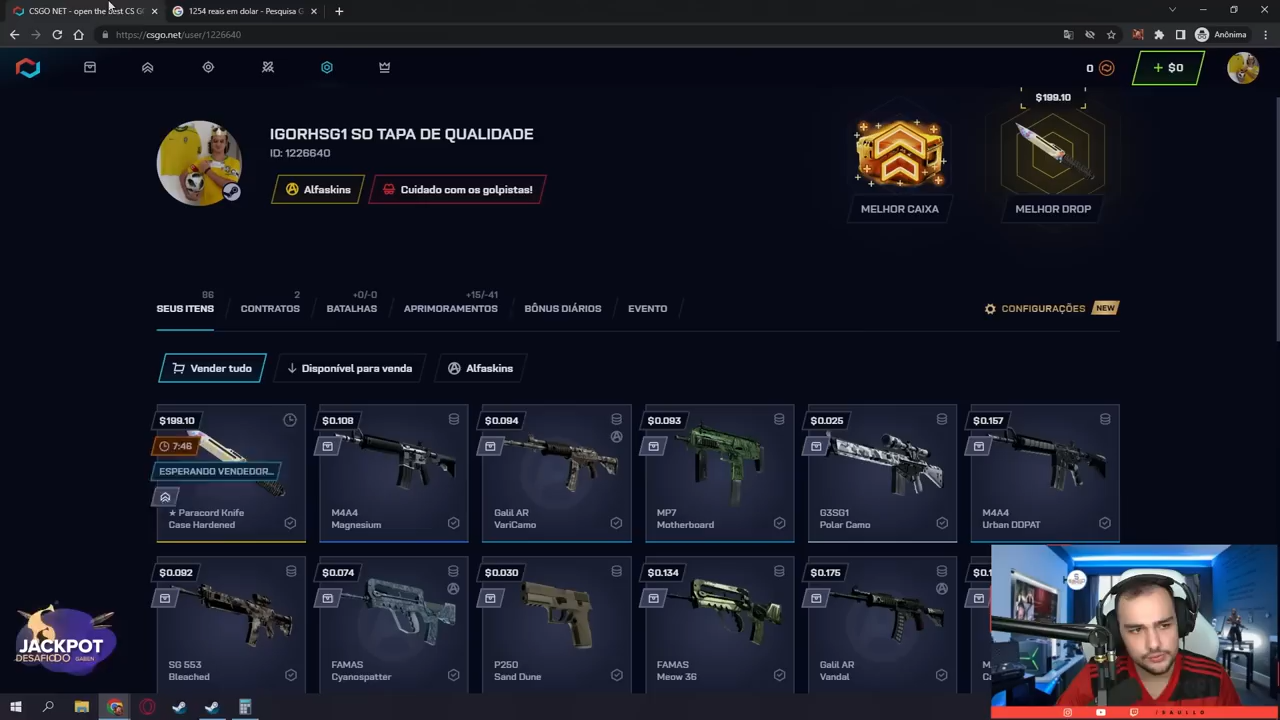 CSGO NET - open the best CS G
1254 reais em dolar - Pesquisa G
https://csgo.net/user/1226640
Anônima
0
+ $0
$199.10
IGORHSG1 SO TAPA DE QUALIDADE
ID: 1226640
Alfaskins
Cuidado com os golpistas!
MELHOR CAIXA
MELHOR DROP
86
2
+0/-0
+15/-41
SEUS ITENS
CONTRATOS
BATALHAS
APRIMORAMENTOS
BÔNUS DIÁRIOS
EVENTO
CONFIGURAÇÕES
NEW
Vender tudo
Disponível para venda
Alfaskins
$199.10
7:46
ESPERANDO VENDEDOR...
★ Paracord Knife
Case Hardened
$0.108
M4A4
Magnesium
$0.094
Galil AR
VariCamo
$0.093
MP7
Motherboard
$0.025
G3SG1
Polar Camo
$0.157
M4A4
Urban DDPAT
$0.092
SG 553
Bleached
$0.074
FAMAS
Cyanospatter
$0.030
P250
Sand Dune
$0.134
FAMAS
Meow 36
$0.175
Galil AR
Vandal
JACKPOT
DESAFIO DO GABEN
/SAULLO